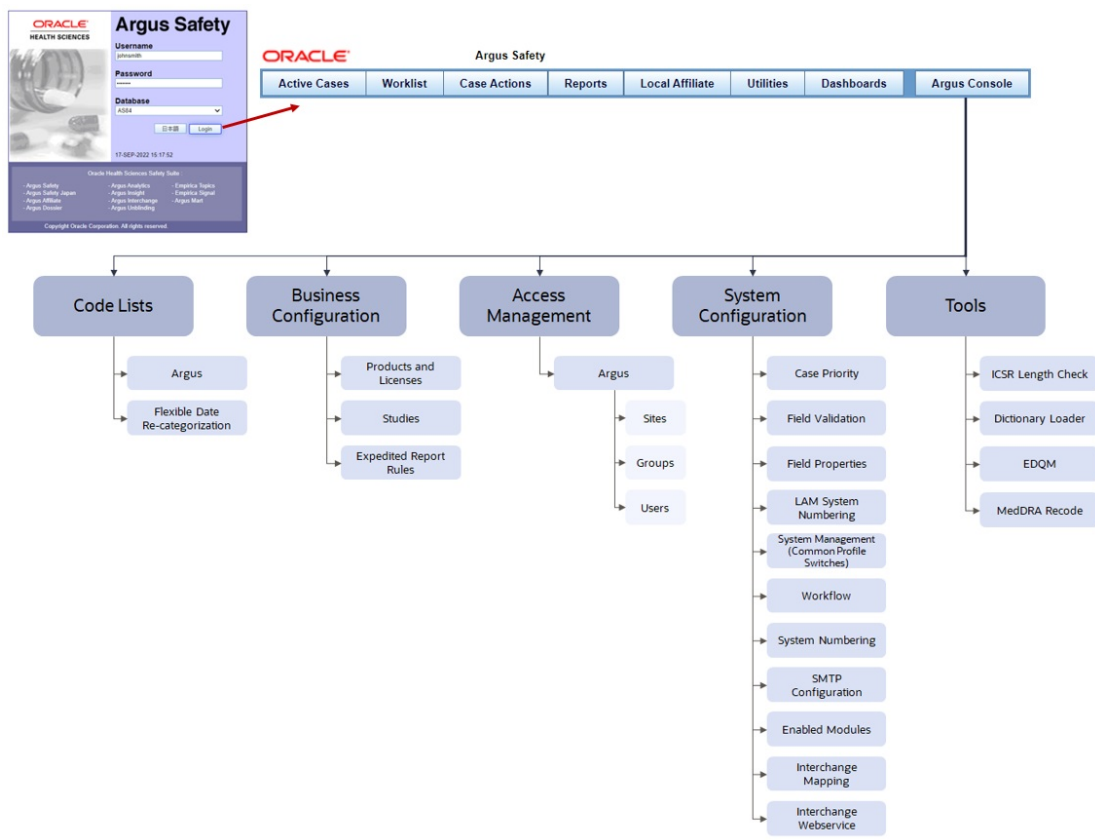 ORACLE
HEALTH SCIENCES
Argus Safety
Username
johnsmith
Password
Database
AS84
日本語
Login
17-SEP-2022 15:17:52
Oracle Health Sciences Safety Suite
- Argus Safety
- Argus Safety Japan
- Argus Affiliate
- Argus Dossier
- Argus Analytics
- Argus Insight
- Argus Interchange
- Argus Unblinding
- Empirica Topics
- Empirica Signal
- Argus Mart
Copyright Oracle Corporation. All rights reserved.
ORACLE
Argus Safety
Active Cases
Worklist
Case Actions
Reports
Local Affiliate
Utilities
Dashboards
Argus Console
Code Lists
Argus
Flexible Date
Re-categorization
Business
Configuration
Products and
Licenses
Studies
Expedited Report
Rules
Access
Management
Argus
Sites
Groups
Users
System
Configuration
Case Priority
Field Validation
Field Properties
LAM System
Numbering
System Management
(Common Profile
Switches)
Workflow
System Numbering
SMTP
Configuration
Enabled Modules
Interchange
Mapping
Interchange
Webservice
Tools
ICSR Length Check
Dictionary Loader
EDQM
MedDRA Recode